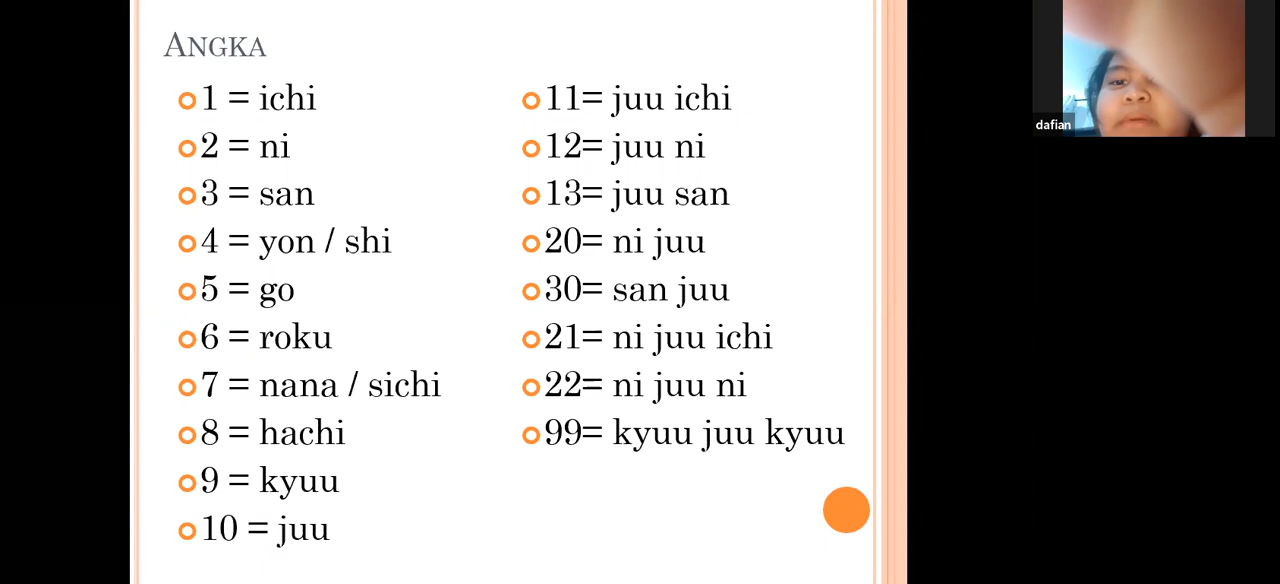 Angka
1 = ichi
2 = ni
3 = san
4 = yon / shi
5 = go
6 = roku
7 = nana / sichi
8 = hachi
9 = kyuu
10 = juu
11= juu ichi
12= juu ni
13= juu san
20= ni juu
30= san juu
21= ni juu ichi
22= ni juu ni
99= kyuu juu kyuu
dafian